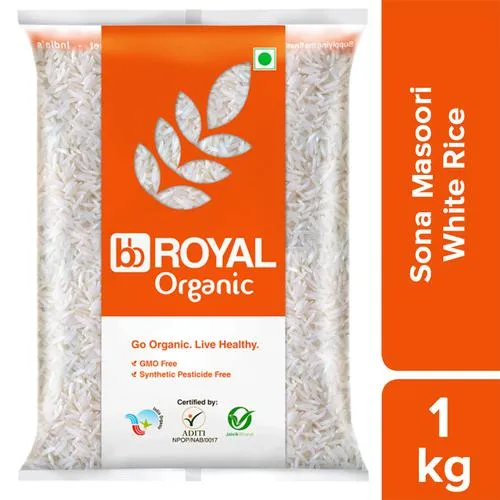 bb ROYAL
Organic
Go Organic. Live Healthy.
✓ GMO Free
✓ Synthetic Pesticide Free
Certified by:
ADITI
NPOP/NAB/0017
Jaivik Bharat
Sona Masoori
White Rice
1
kg